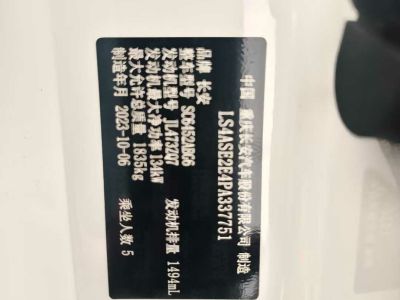 中国 重庆长安汽车股份有限公司 制造
LS4ASE2E4PA337751
品牌 长安
整车型号 SC6452ABG6
发动机型号 JL473ZQ7 发动机排量 1494mL
发动机最大净功率 134kW
最大允许总质量 1835kg
制造年月 2023-10-06 乘坐人数 5